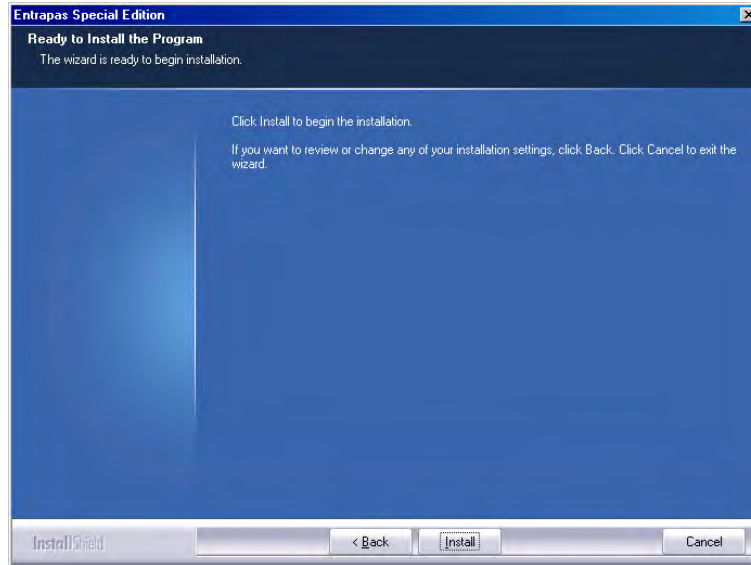 Entrapas Special Edition
Ready to Install the Program
The wizard is ready to begin installation.
Click Install to begin the installation.
If you want to review or change any of your installation settings, click Back. Click Cancel to exit the
wizard.
InstallShield
< Back
Install
Cancel